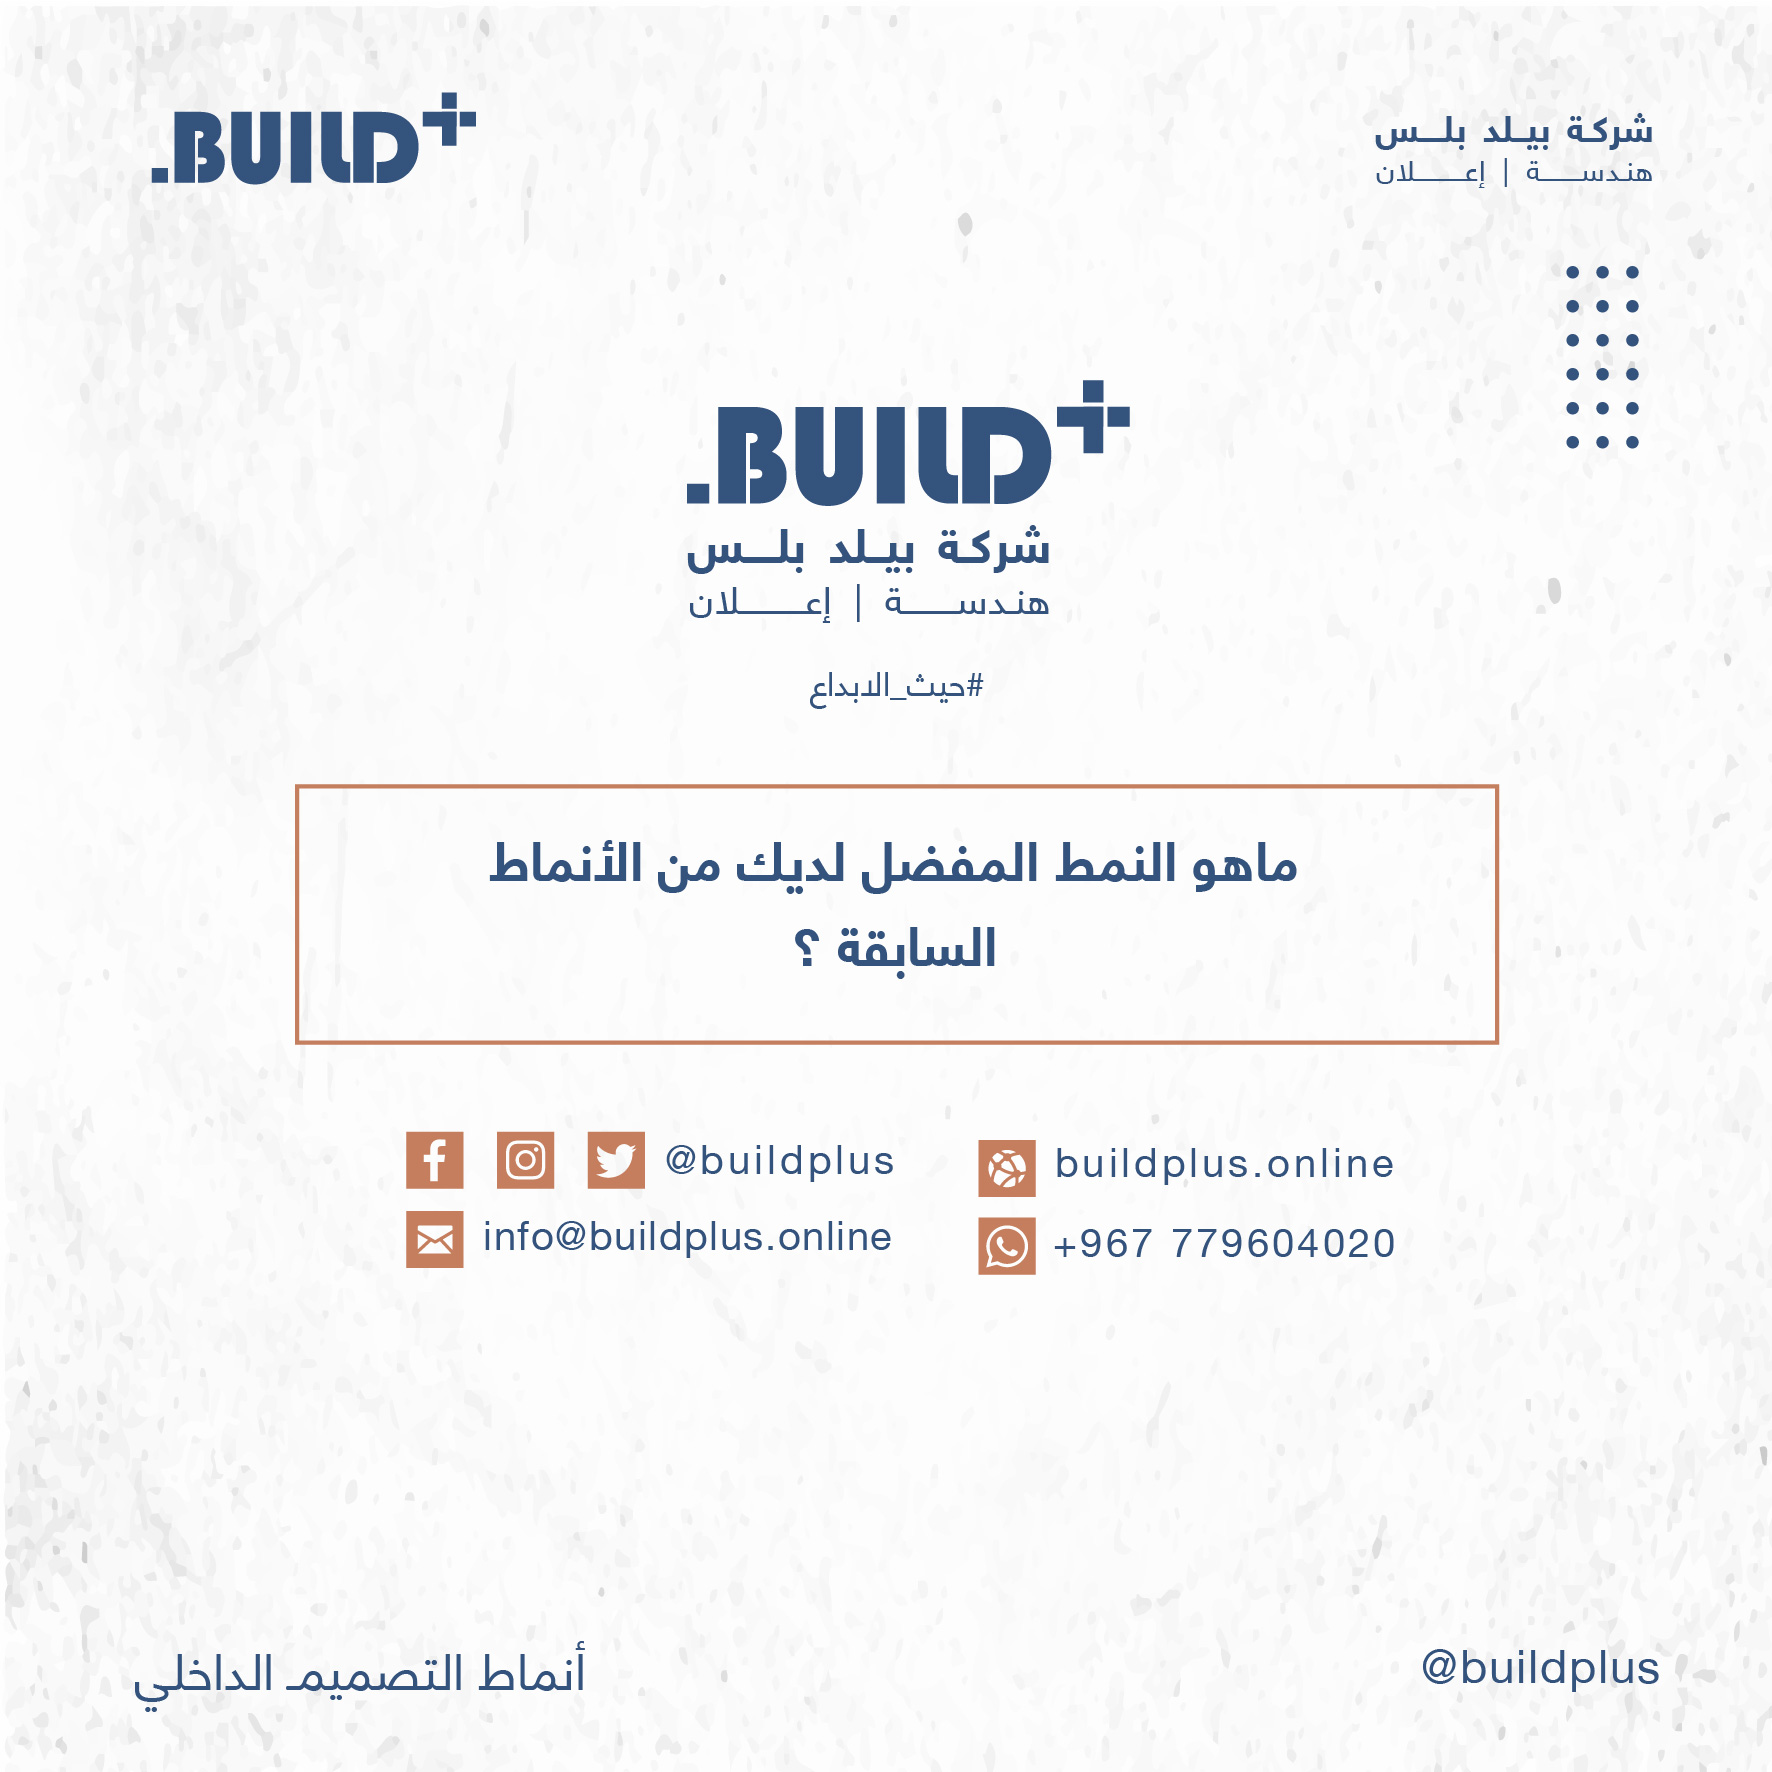 .BUILD+
شركة بيلد بلس
هندسة | إعلان
.BUILD+
شركة بيلد بلس
هندسة | إعلان
#حيث_الابداع
ماهو النمط المفضل لديك من الأنماط
السابقة ؟
@buildplus
buildplus.online
info@buildplus.online
+967 779604020
أنماط التصميم الداخلي
@buildplus